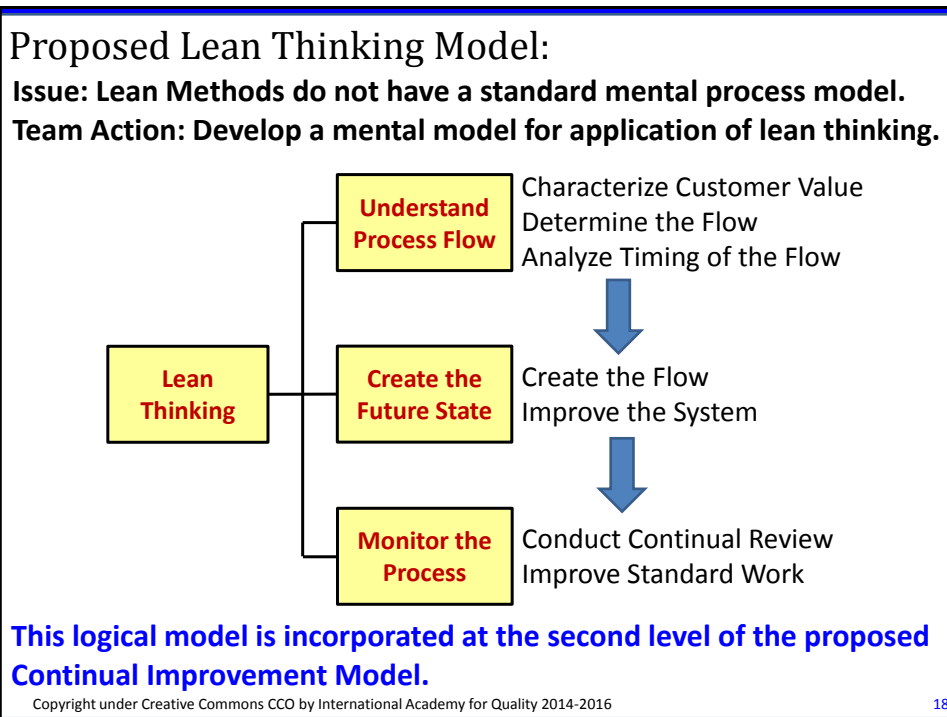 Proposed Lean Thinking Model:
Issue: Lean Methods do not have a standard mental process model.
Team Action: Develop a mental model for application of lean thinking.
Understand
Process Flow
Characterize Customer Value
Determine the Flow
Analyze Timing of the Flow
Lean
Thinking
Create the
Future State
Create the Flow
Improve the System
Monitor the
Process
Conduct Continual Review
Improve Standard Work
This logical model is incorporated at the second level of the proposed
Continual Improvement Model.
Copyright under Creative Commons CCO by International Academy for Quality 2014-2016
18